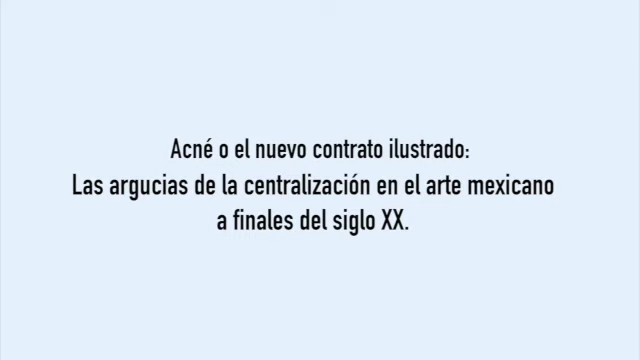 Acné o el nuevo contrato ilustrado:
Las argucias de la centralización en el arte mexicano
a finales del siglo XX.